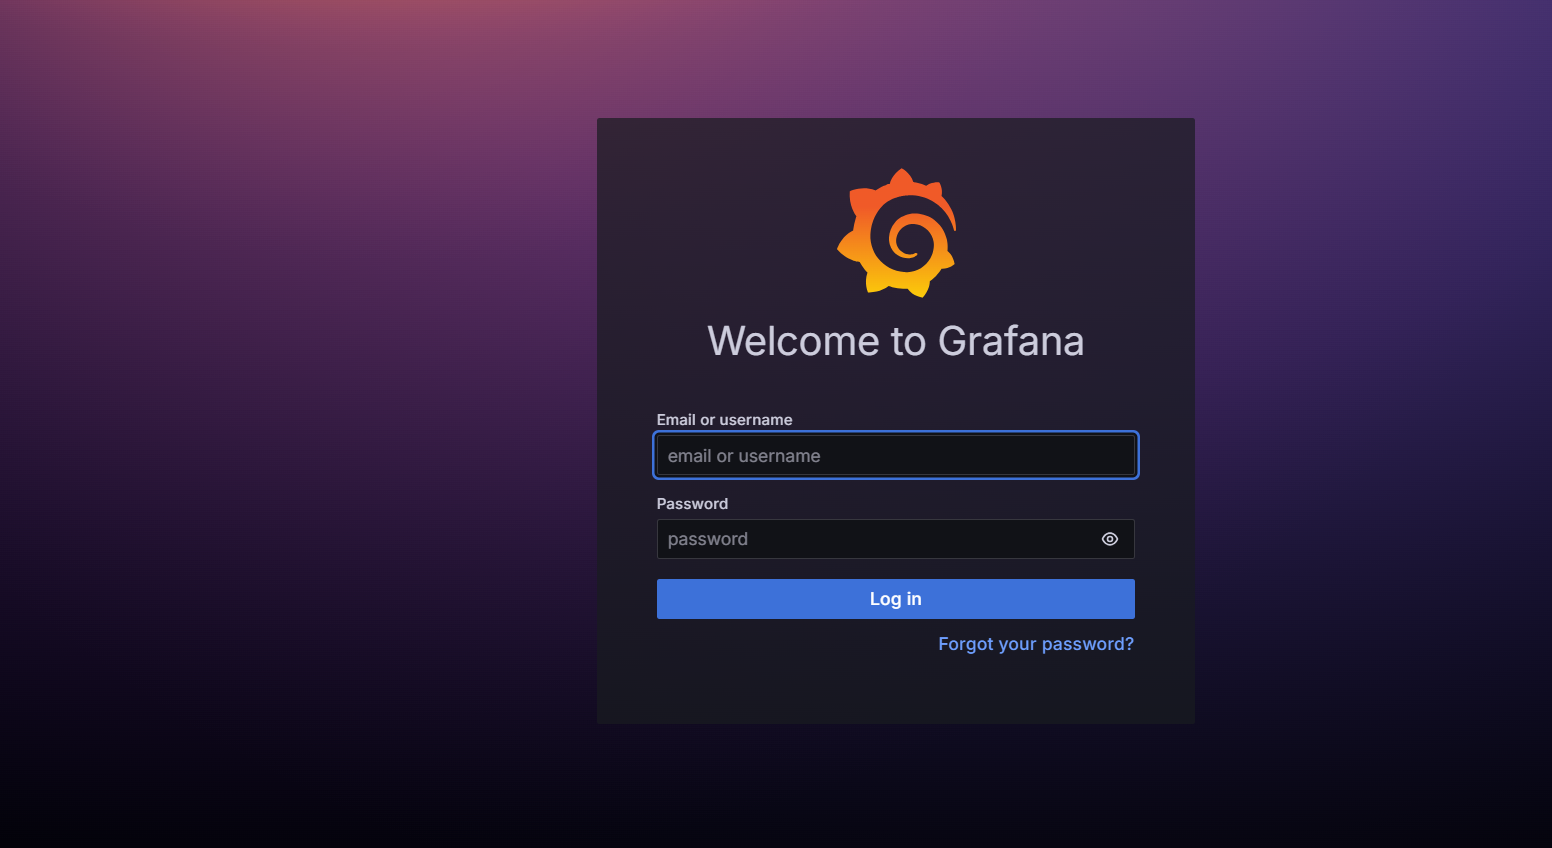 Welcome to Grafana
Email or username
email or username
Password
password
Log in
Forgot your password?